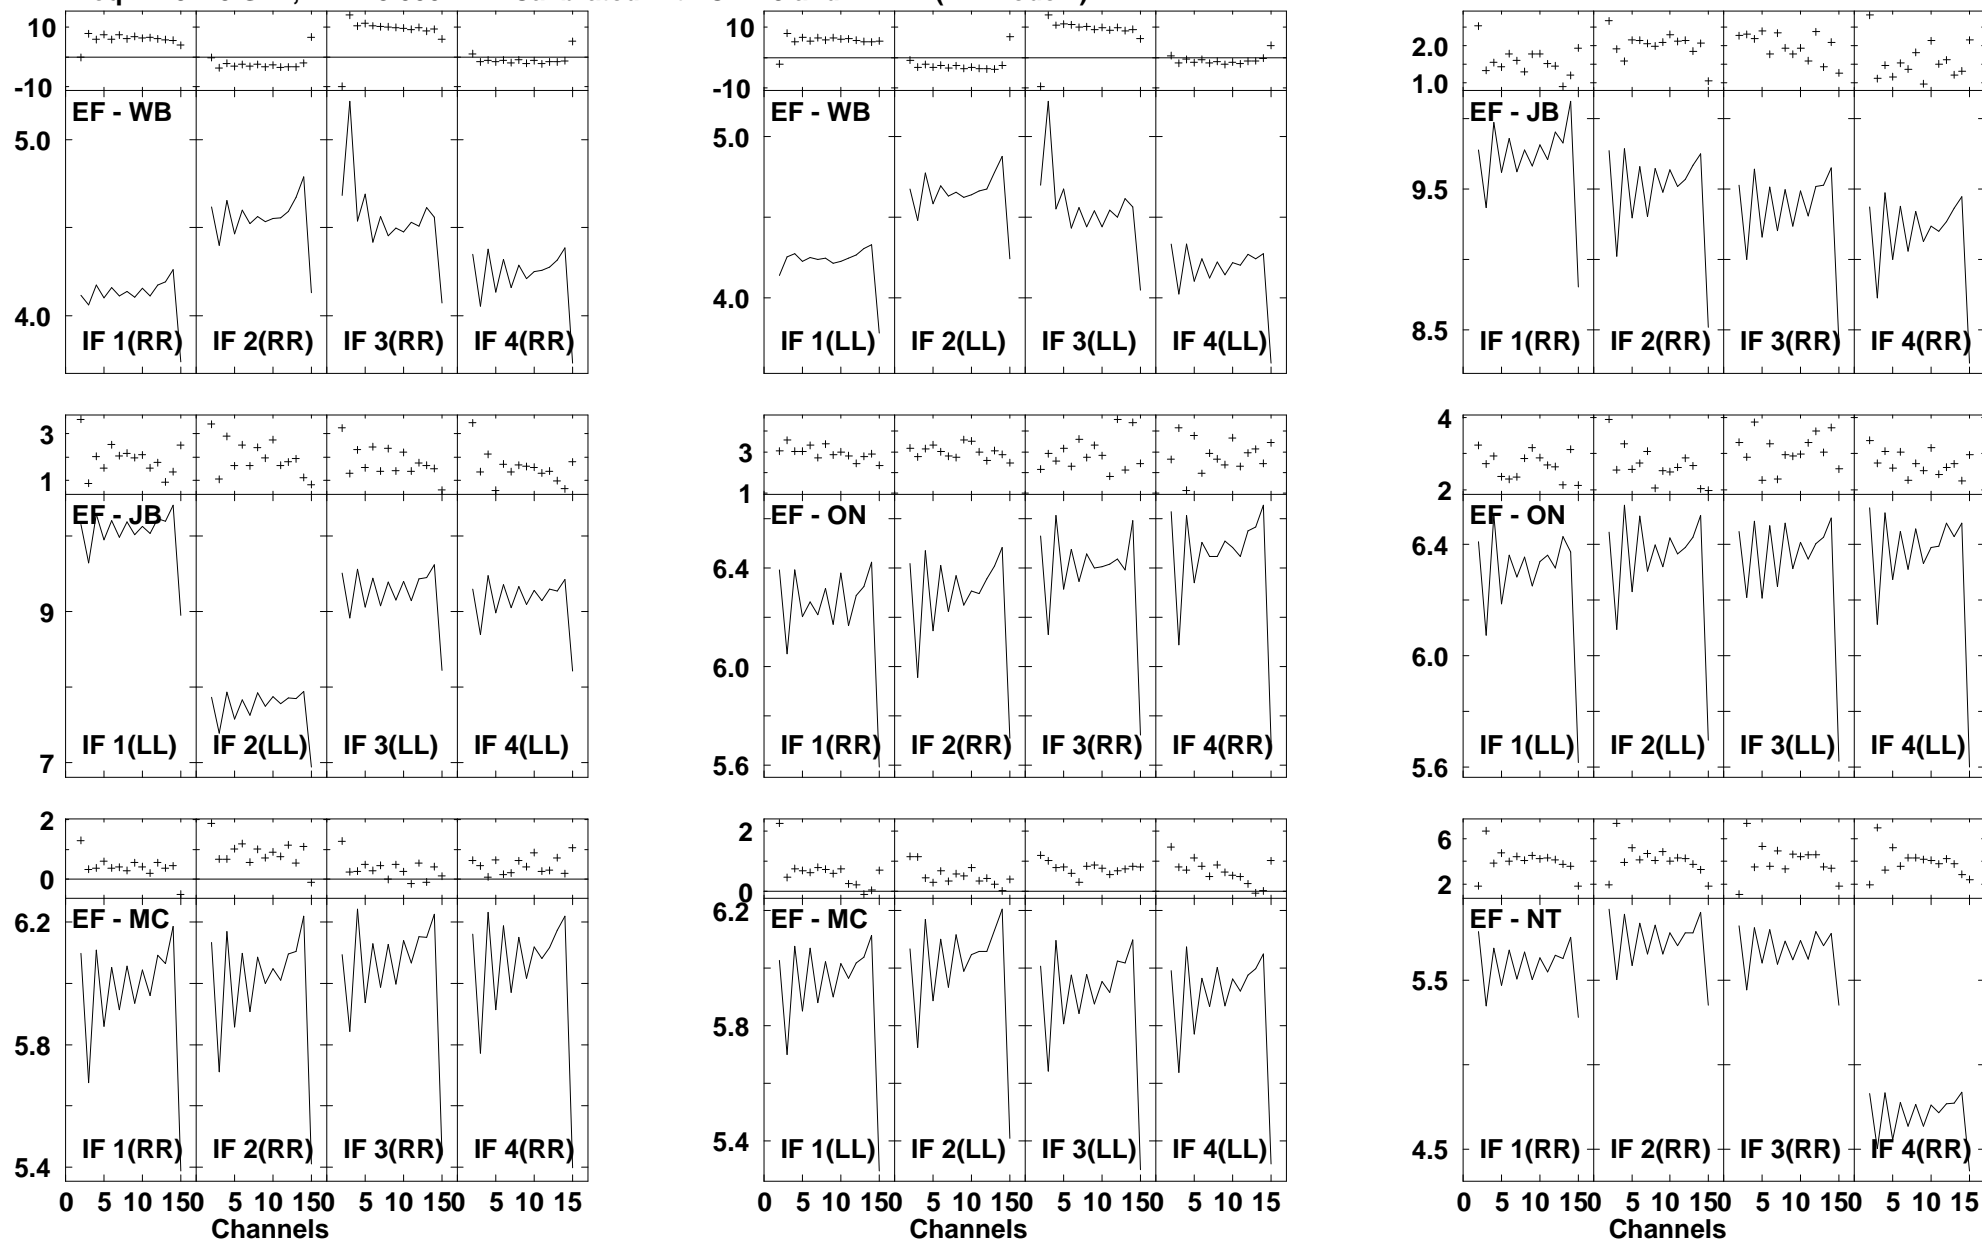 10
-10
EF - WB
5.0
4.0
IF 1(RR) IF 2(RR) IF 3(RR) IF 4(RR)
10
-10
EF - WB
5.0
4.0
IF 1(LL) IF 2(LL) IF 3(LL) IF 4(LL)
2.0
1.0
EF - JB
9.5
8.5
IF 1(RR) IF 2(RR) IF 3(RR) IF 4(RR)
3
1
EF - JB
9
7
IF 1(LL) IF 2(LL) IF 3(LL) IF 4(LL)
3
1
EF - ON
6.4
6.0
5.6
IF 1(RR) IF 2(RR) IF 3(RR) IF 4(RR)
4
2
EF - ON
6.4
6.0
5.6
IF 1(LL) IF 2(LL) IF 3(LL) IF 4(LL)
2
0
EF - MC
6.2
5.8
5.4
IF 1(RR) IF 2(RR) IF 3(RR) IF 4(RR)
0 5 10 150 5 10 150 5 10 150 5 10 15
Channels
2
0
EF - MC
6.2
5.8
5.4
IF 1(LL) IF 2(LL) IF 3(LL) IF 4(LL)
0 5 10 150 5 10 150 5 10 150 5 10 15
Channels
6
2
EF - NT
5.5
4.5
IF 1(RR) IF 2(RR) IF 3(RR) IF 4(RR)
0 5 10 150 5 10 150 5 10 150 5 10 15
Channels